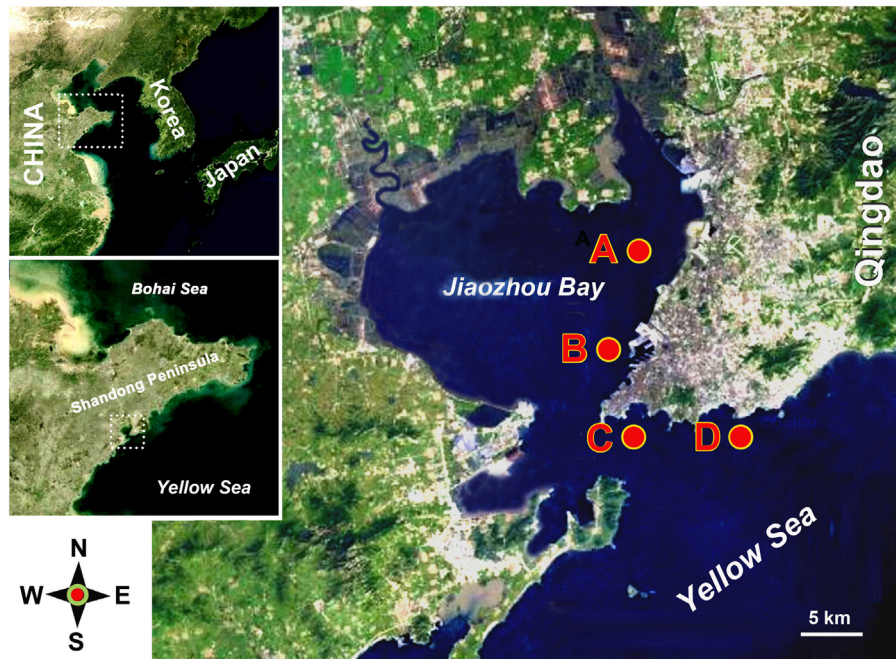 CHINA
Korea
Japan
Bohai Sea
Shandong Peninsula
Yellow Sea
N
W E
S
Qingdao
A
A
Jiaozhou Bay
B
C
D
Yellow Sea
5 km